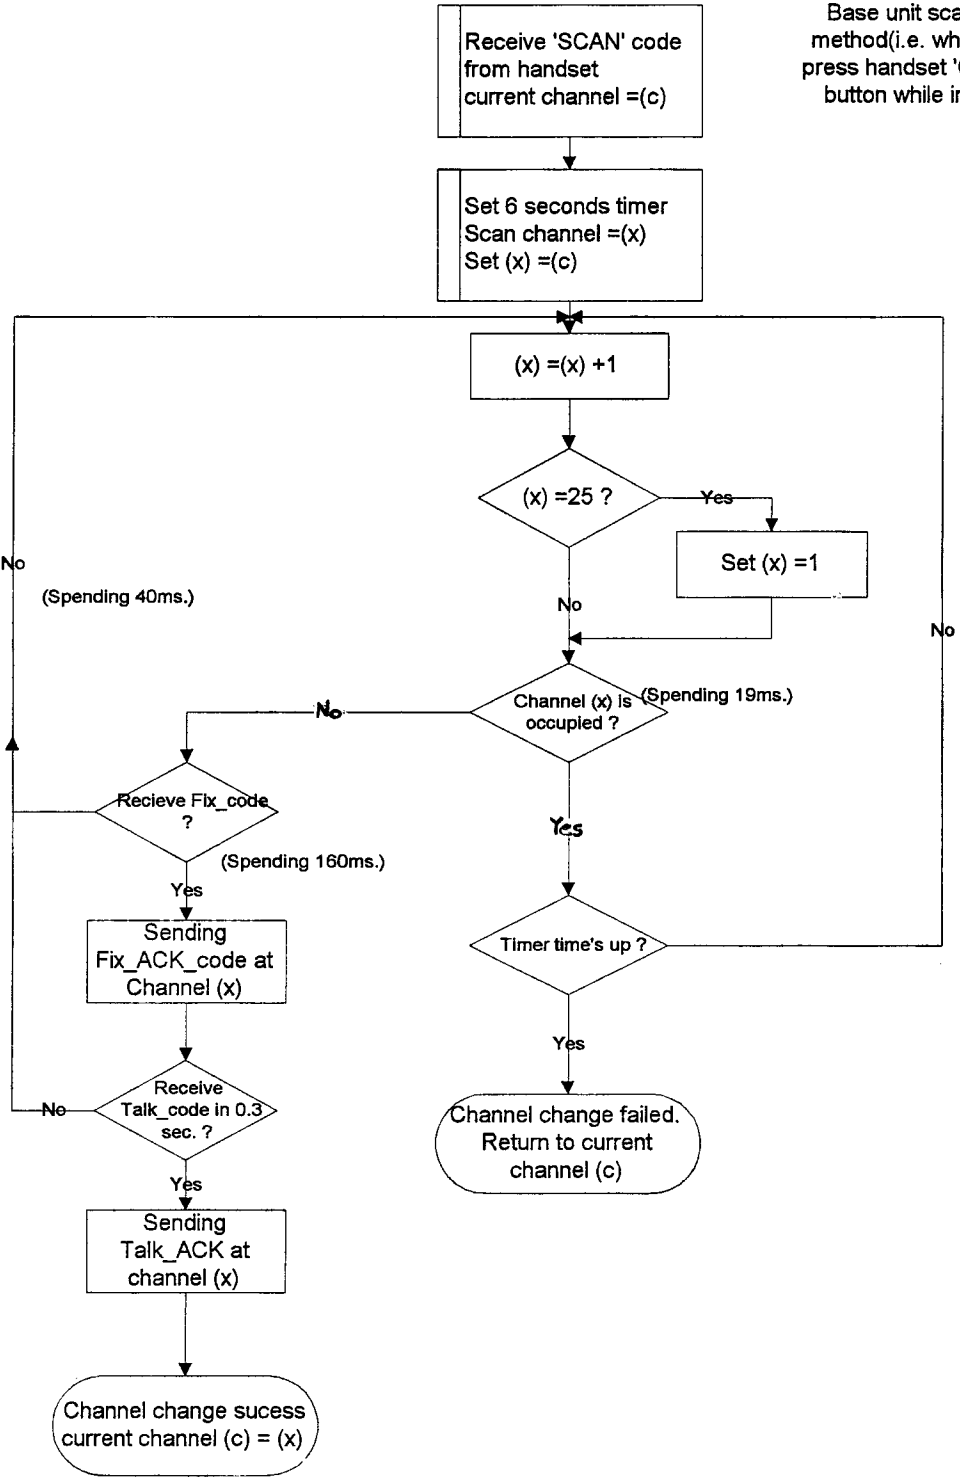 Base unit
method(i.e.
press handset
button while
Receive 'SCAN' code
from handset
current channel =(c)
Set 6 seconds timer
Scan channel =(x)
Set (x) =(c)
(x) =(x) +1
(x) =25 ?
Yes
Set (x) =1
No
(Spending 40ms.)
No
No
Channel (x) is
occupied ?
(Spending 19ms.)
No
Recieve Fix_code
?
(Spending 160ms.)
Yes
Yes
Sending
Fix_ACK_code at
Channel (x)
Timer time's up ?
Yes
Receive
Talk_code in 0.3
sec. ?
No
Channel change failed.
Return to current
channel (c)
Yes
Sending
Talk_ACK at
channel (x)
Channel change sucess
current channel (c) = (x)